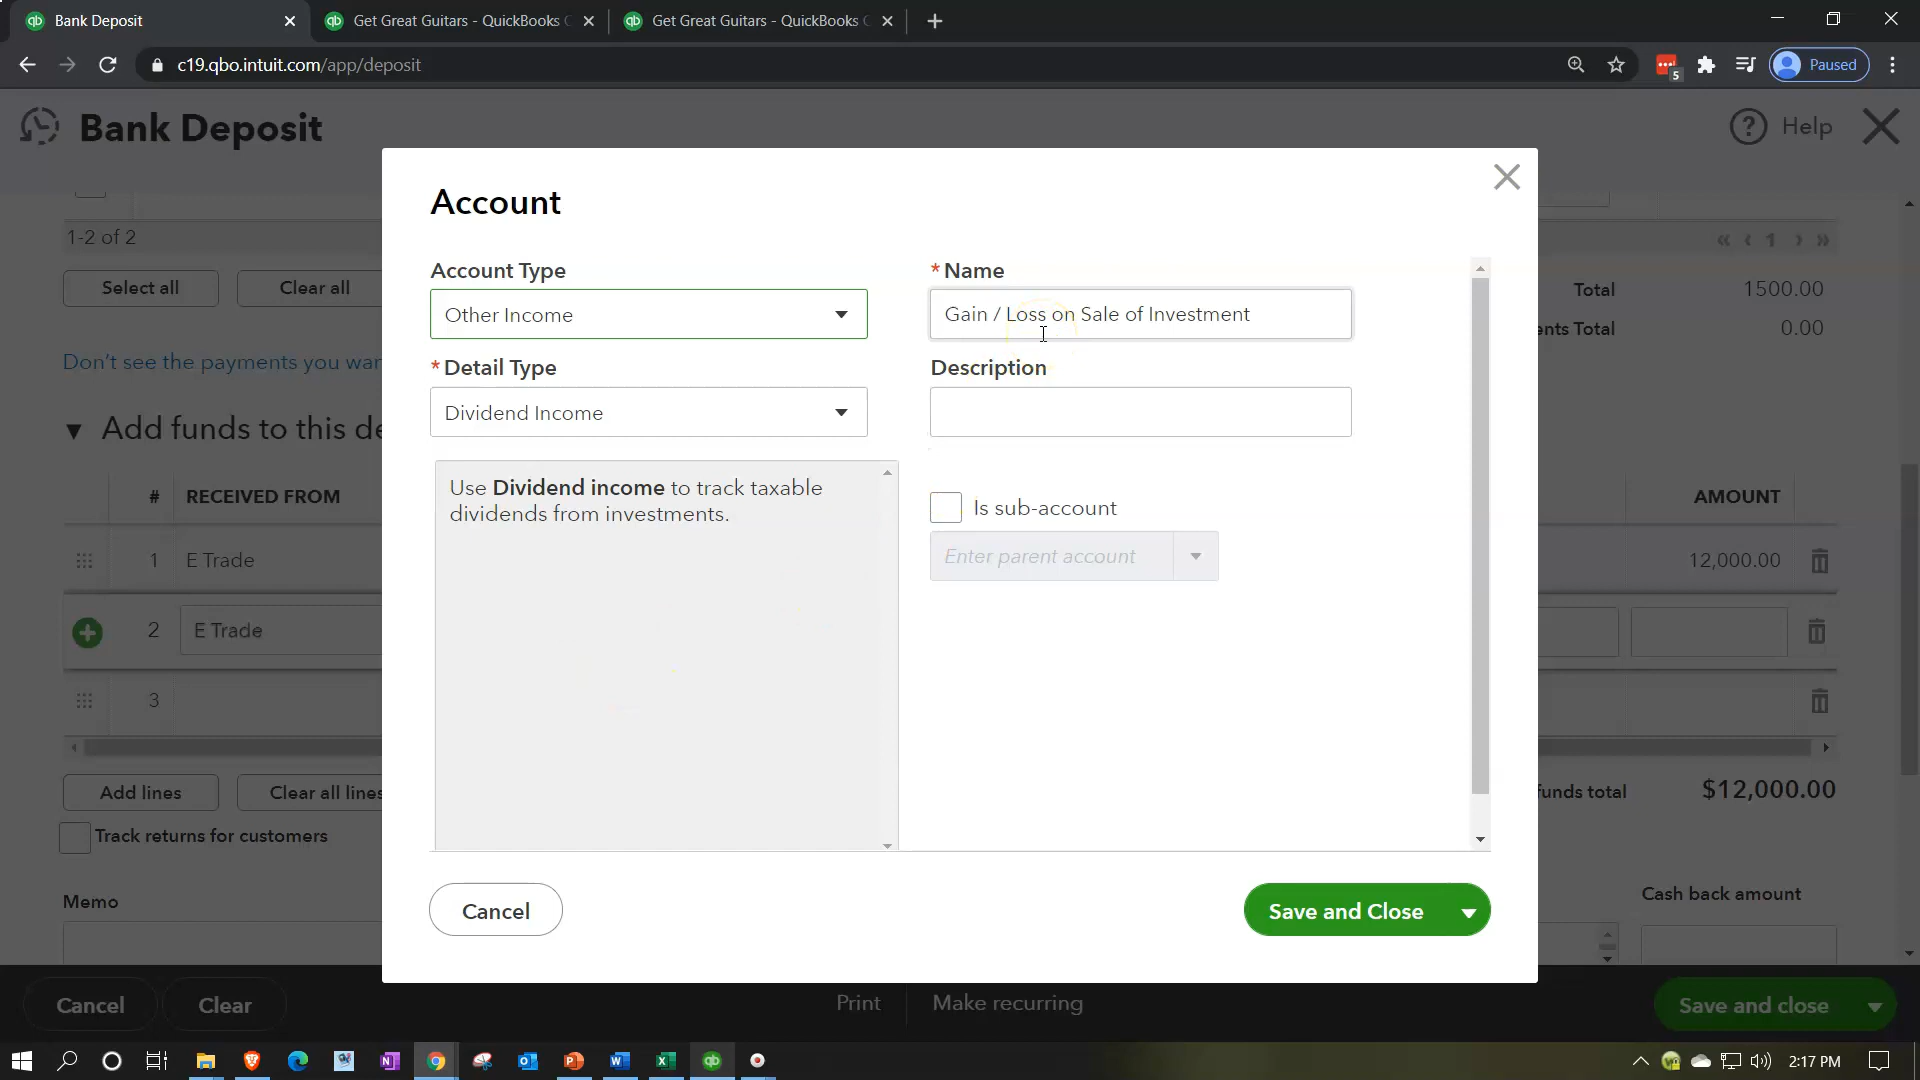 Bank Deposit
Get Great Guitars - QuickBooks C
Get Great Guitars - QuickBooks C
c19.qbo.intuit.com/app/deposit
5
Paused
Bank Deposit
Help
Account
1-2 of 2
1
Select all
Clear all
Total
1500.00
ents Total
0.00
Don't see the payments you wan
Account Type
Other Income
* Name
Gain / Loss on Sale of Investment
* Detail Type
Dividend Income
Description
Use Dividend income to track taxable
dividends from investments.
Is sub-account
Enter parent account
Add funds to this de
# RECEIVED FROM
AMOUNT
1 E Trade
12,000.00
2 E Trade
3
Add lines
Clear all lines
funds total
$12,000.00
Track returns for customers
Memo
Cash back amount
Cancel
Save and Close
Cancel
Clear
Print
Make recurring
Save and close
2:17 PM